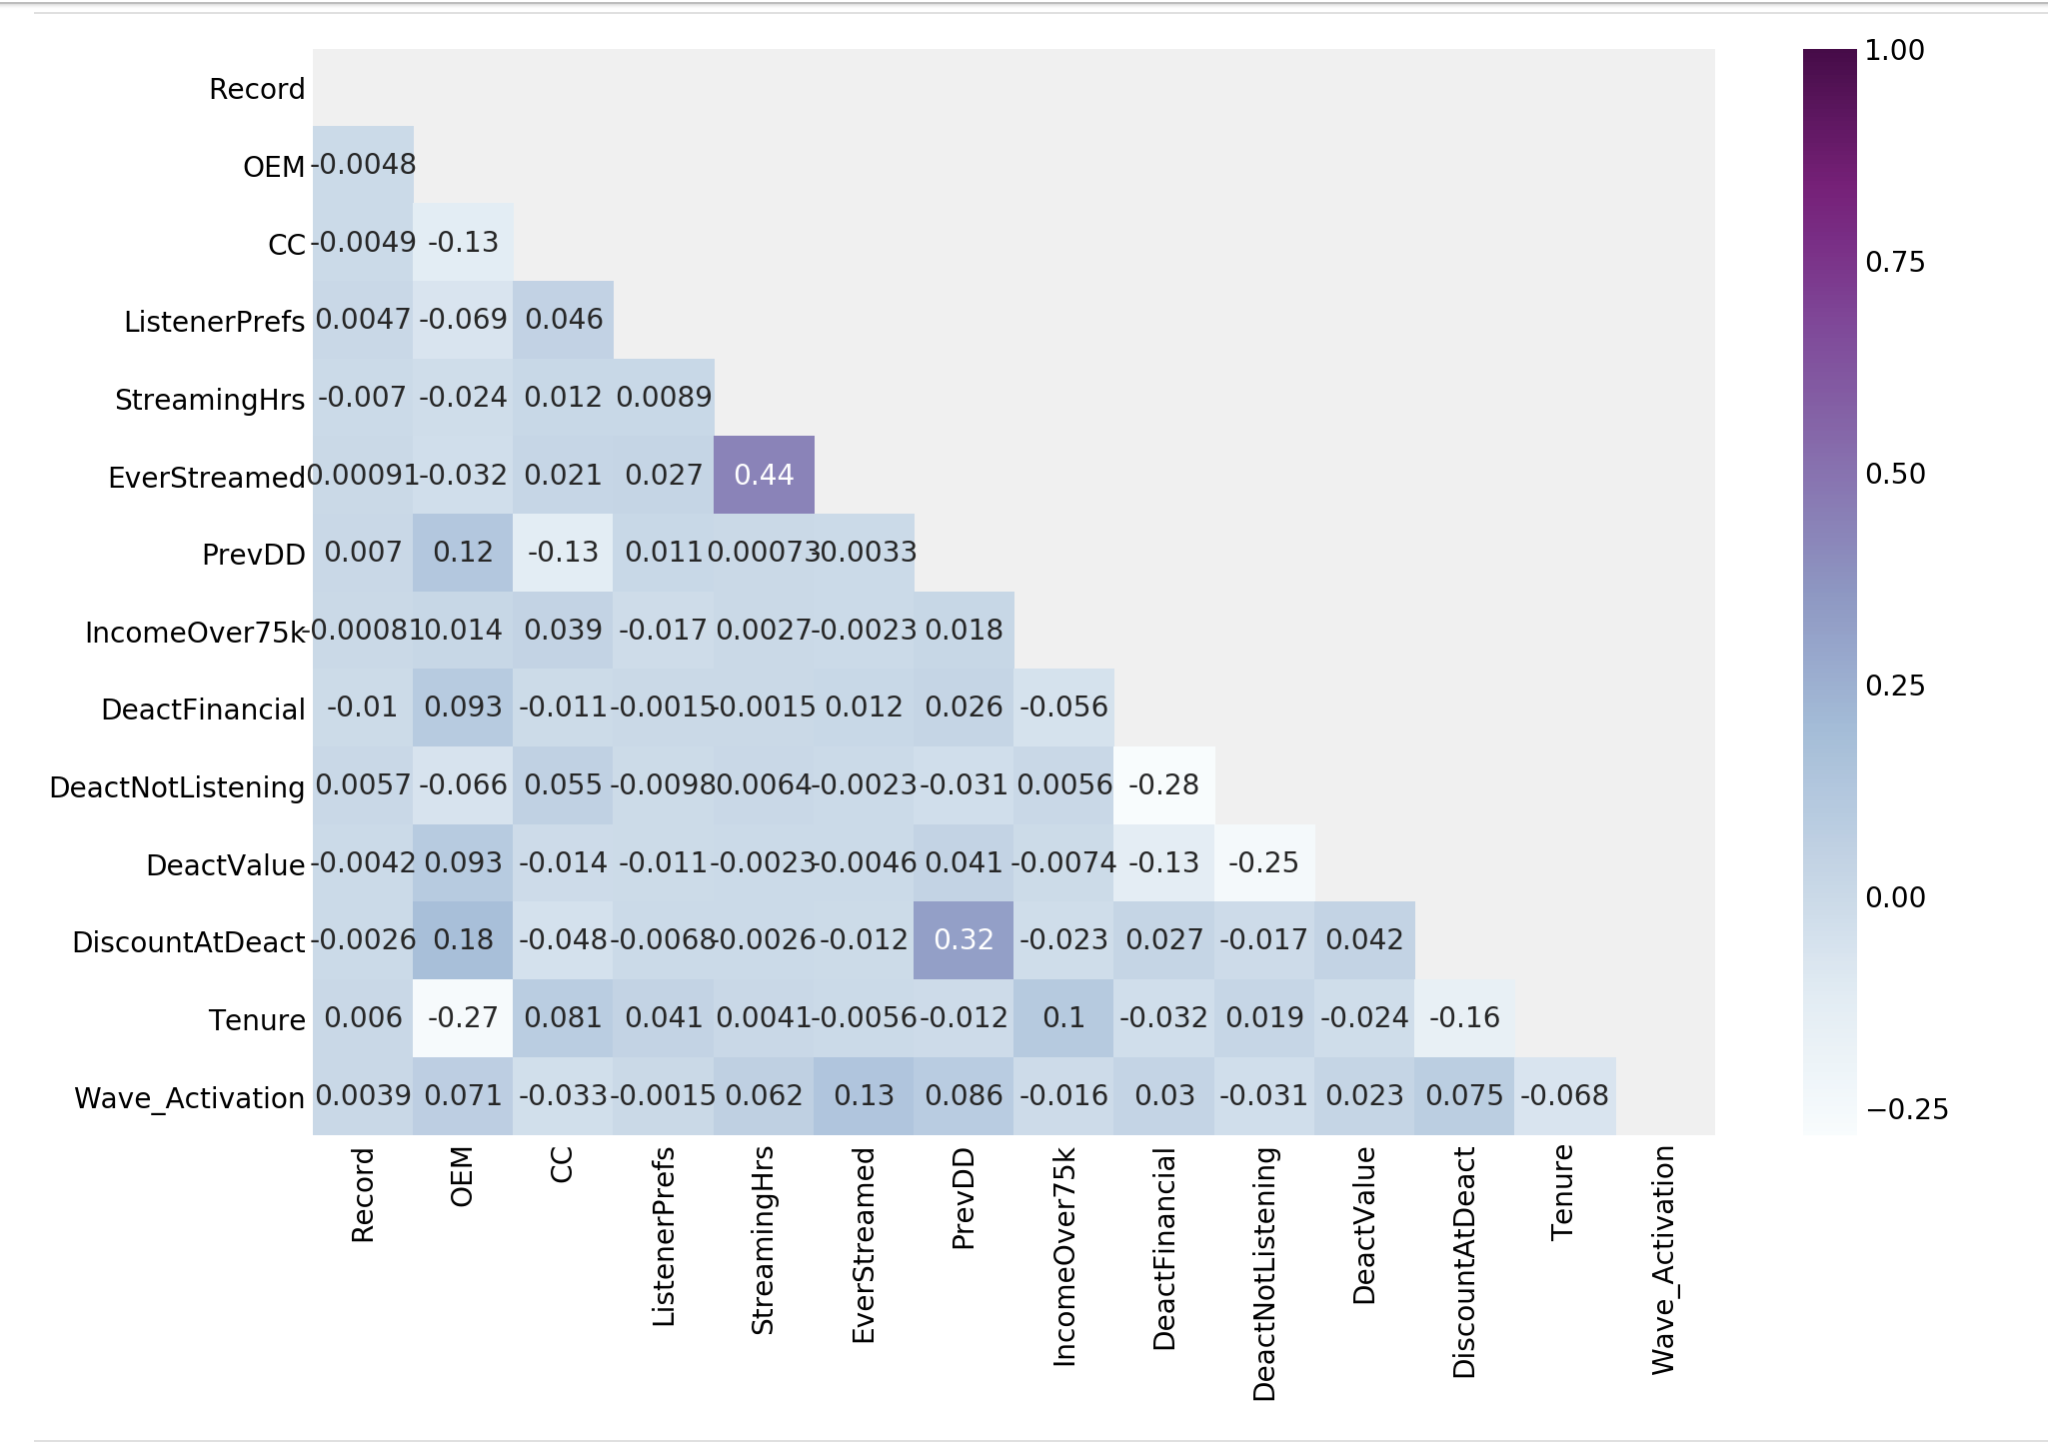 1.00
Record
OEM -0.0048
CC -0.0049 -0.13
0.75
ListenerPrefs 0.0047 -0.069 0.046
StreamingHrs -0.007 -0.024 0.012 0.0089
EverStreamed 0.00091 -0.032 0.021 0.027 0.44
0.50
PrevDD 0.007 0.12 -0.13 0.011 0.00073 -0.0033
IncomeOver75k -0.00081 0.014 0.039 -0.017 0.0027 -0.0023 0.018
0.25
DeactFinancial -0.01 0.093 -0.011 -0.0015 -0.0015 0.012 0.026 -0.056
DeactNotListening 0.0057 -0.066 0.055 -0.0098 0.0064 -0.0023 -0.031 0.0056 -0.28
DeactValue -0.0042 0.093 -0.014 -0.011 -0.0023 -0.0046 0.041 -0.0074 -0.13 -0.25
0.00
DiscountAtDeact -0.0026 0.18 -0.048 -0.0068 -0.0026 -0.012 0.32 -0.023 0.027 -0.017 0.042
Tenure 0.006 -0.27 0.081 0.041 0.0041 -0.0056 -0.012 0.1 -0.032 0.019 -0.024 -0.16
Wave_Activation 0.0039 0.071 -0.033 -0.0015 0.062 0.13 0.086 -0.016 0.03 -0.031 0.023 0.075 -0.068
−0.25
Record
OEM
CC
ListenerPrefs
StreamingHrs
EverStreamed
PrevDD
IncomeOver75k
DeactFinancial
DeactNotListening
DeactValue
DiscountAtDeact
Tenure
Wave_Activation